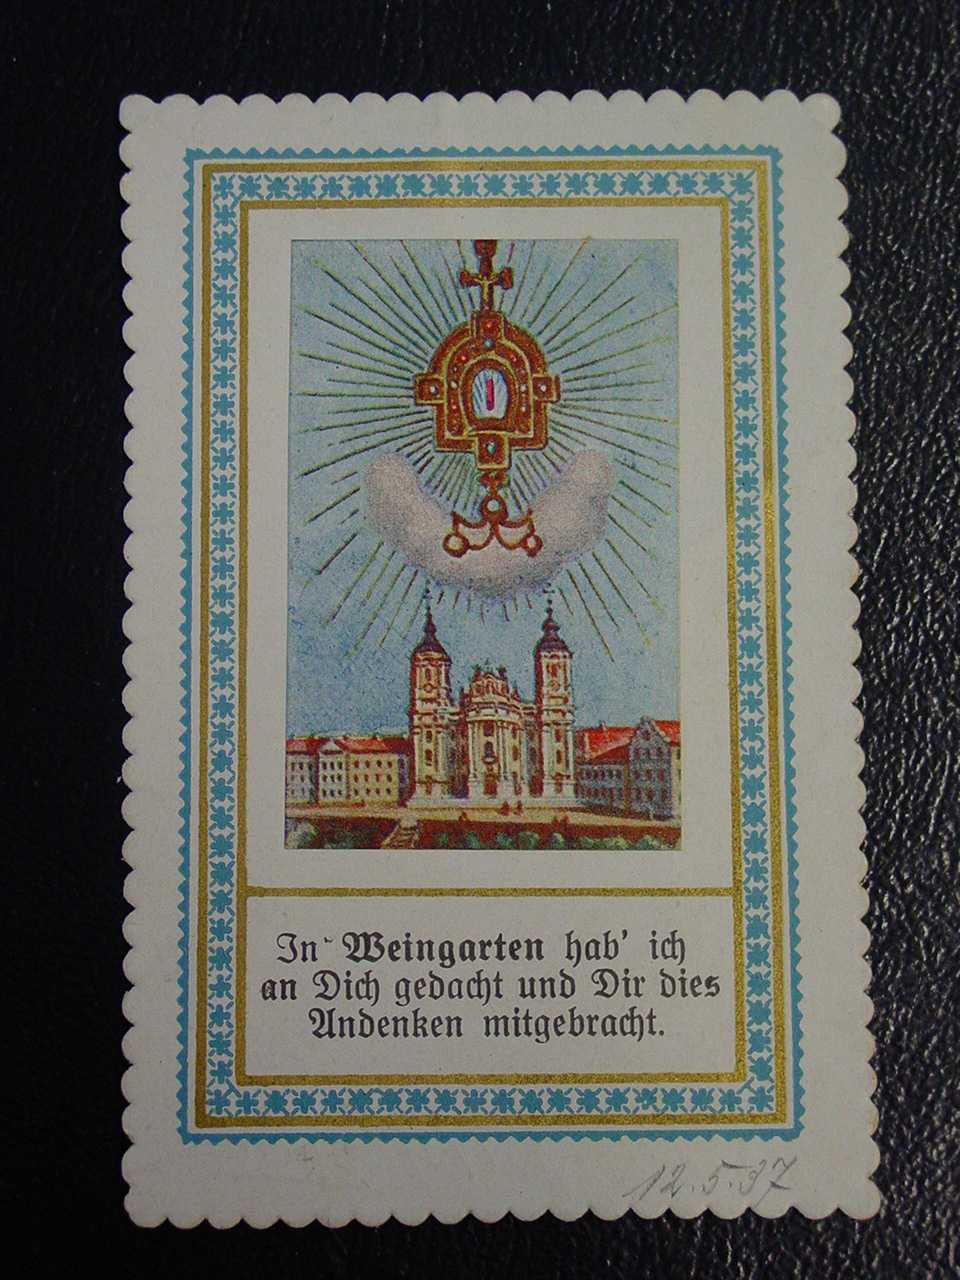 In Weingarten hab' ich
an Dich gedacht und Dir dies
Andenken mitgebracht.
12.5.37